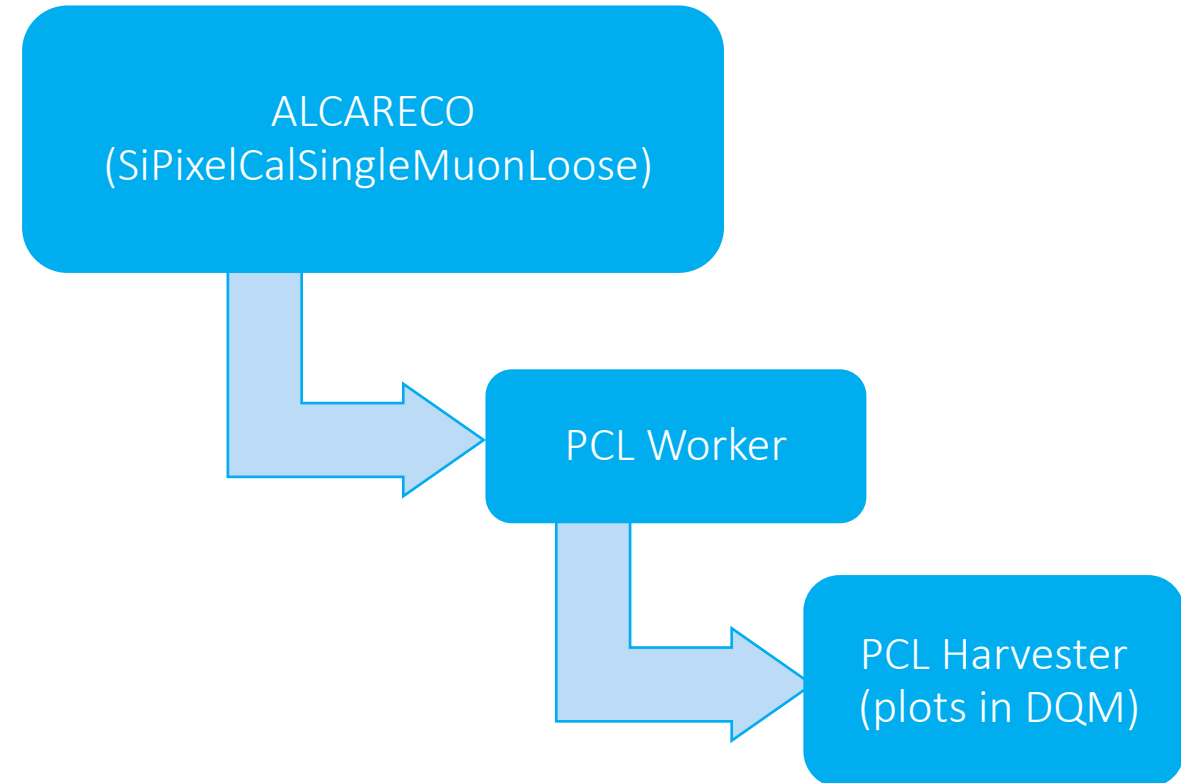 ALCARECO
(SiPixelCalSingleMuonLoose)
PCL Worker
PCL Harvester
(plots in DQM)